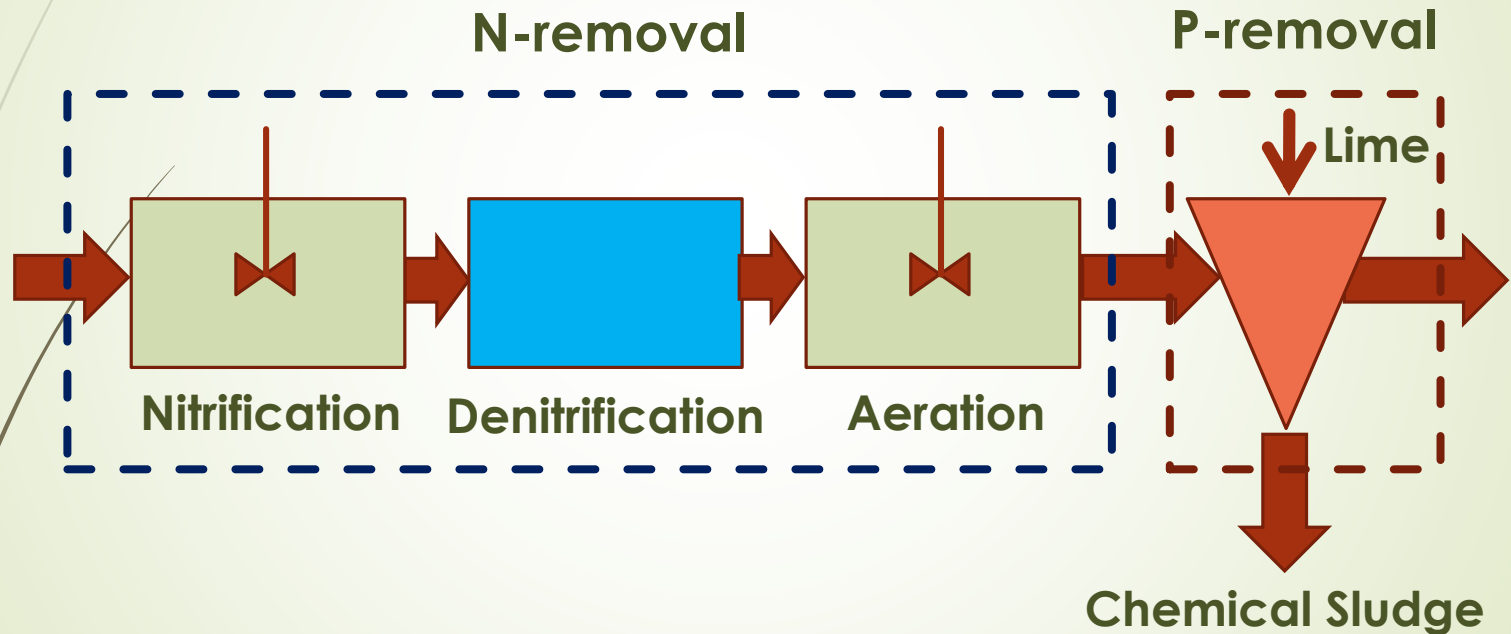 N-removal
P-removal
Lime
Nitrification
Denitrification
Aeration
Chemical Sludge